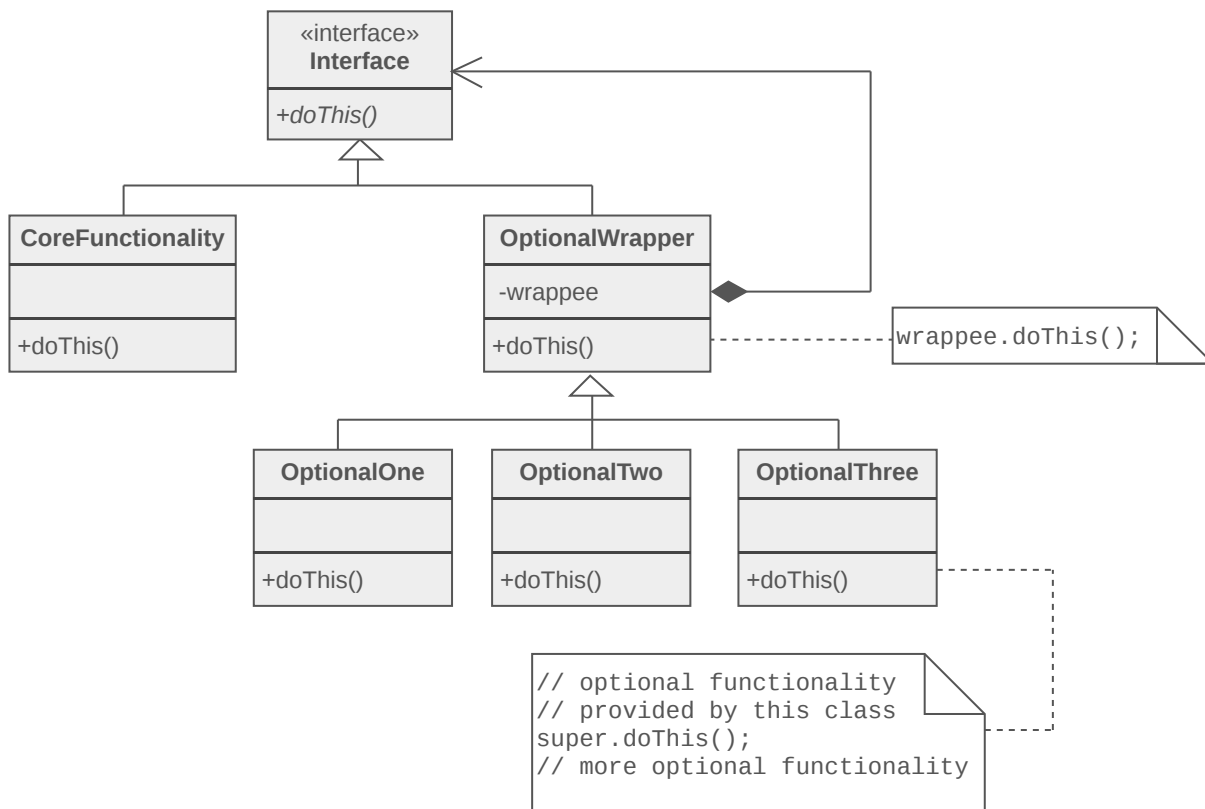 «interface»
Interface
+doThis()
CoreFunctionality
+doThis()
OptionalWrapper
-wrappee
+doThis()
wrappee.doThis();
OptionalOne
+doThis()
OptionalTwo
+doThis()
OptionalThree
+doThis()
// optional functionality
// provided by this class
super.doThis();
// more optional functionality